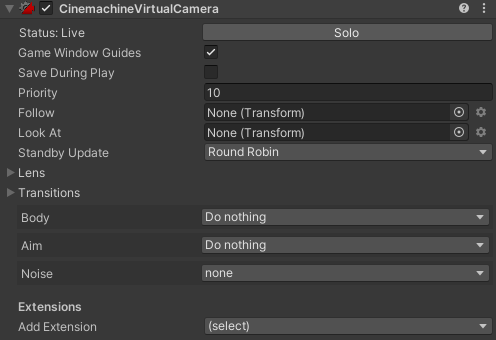 CinemachineVirtualCamera
Status: Live Solo
Game Window Guides
Save During Play
Priority 10
Follow None (Transform)
Look At None (Transform)
Standby Update Round Robin
Lens
Transitions
Body Do nothing
Aim Do nothing
Noise none
Extensions
Add Extension (select)